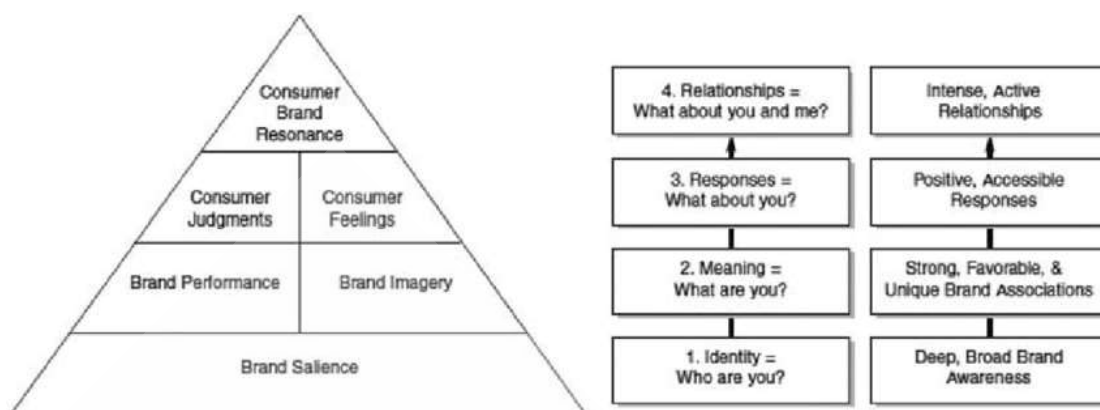 Consumer
Brand
Resonance
Consumer
Judgments
Consumer
Feelings
Brand Performance
Brand Imagery
Brand Salience
4. Relationships =
What about you and me?
3. Responses =
What about you?
2. Meaning =
What are you?
1. Identity =
Who are you?
Intense, Active
Relationships
Positive, Accessible
Responses
Strong, Favorable, &
Unique Brand Associations
Deep, Broad Brand
Awareness